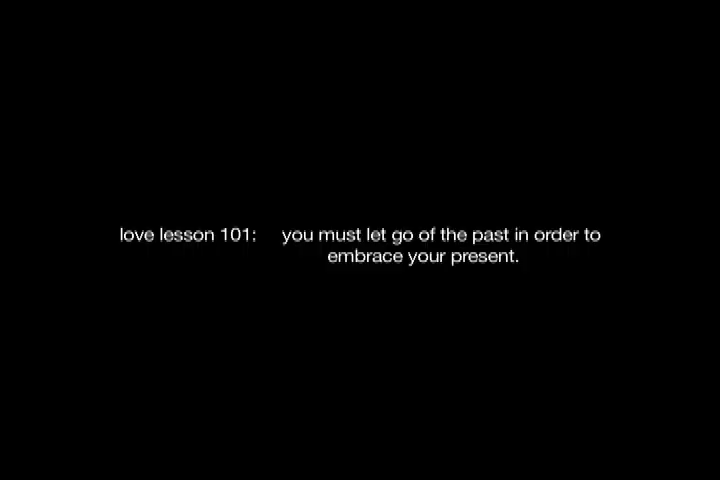 love lesson 101: you must let go of the past in order to
embrace your present.